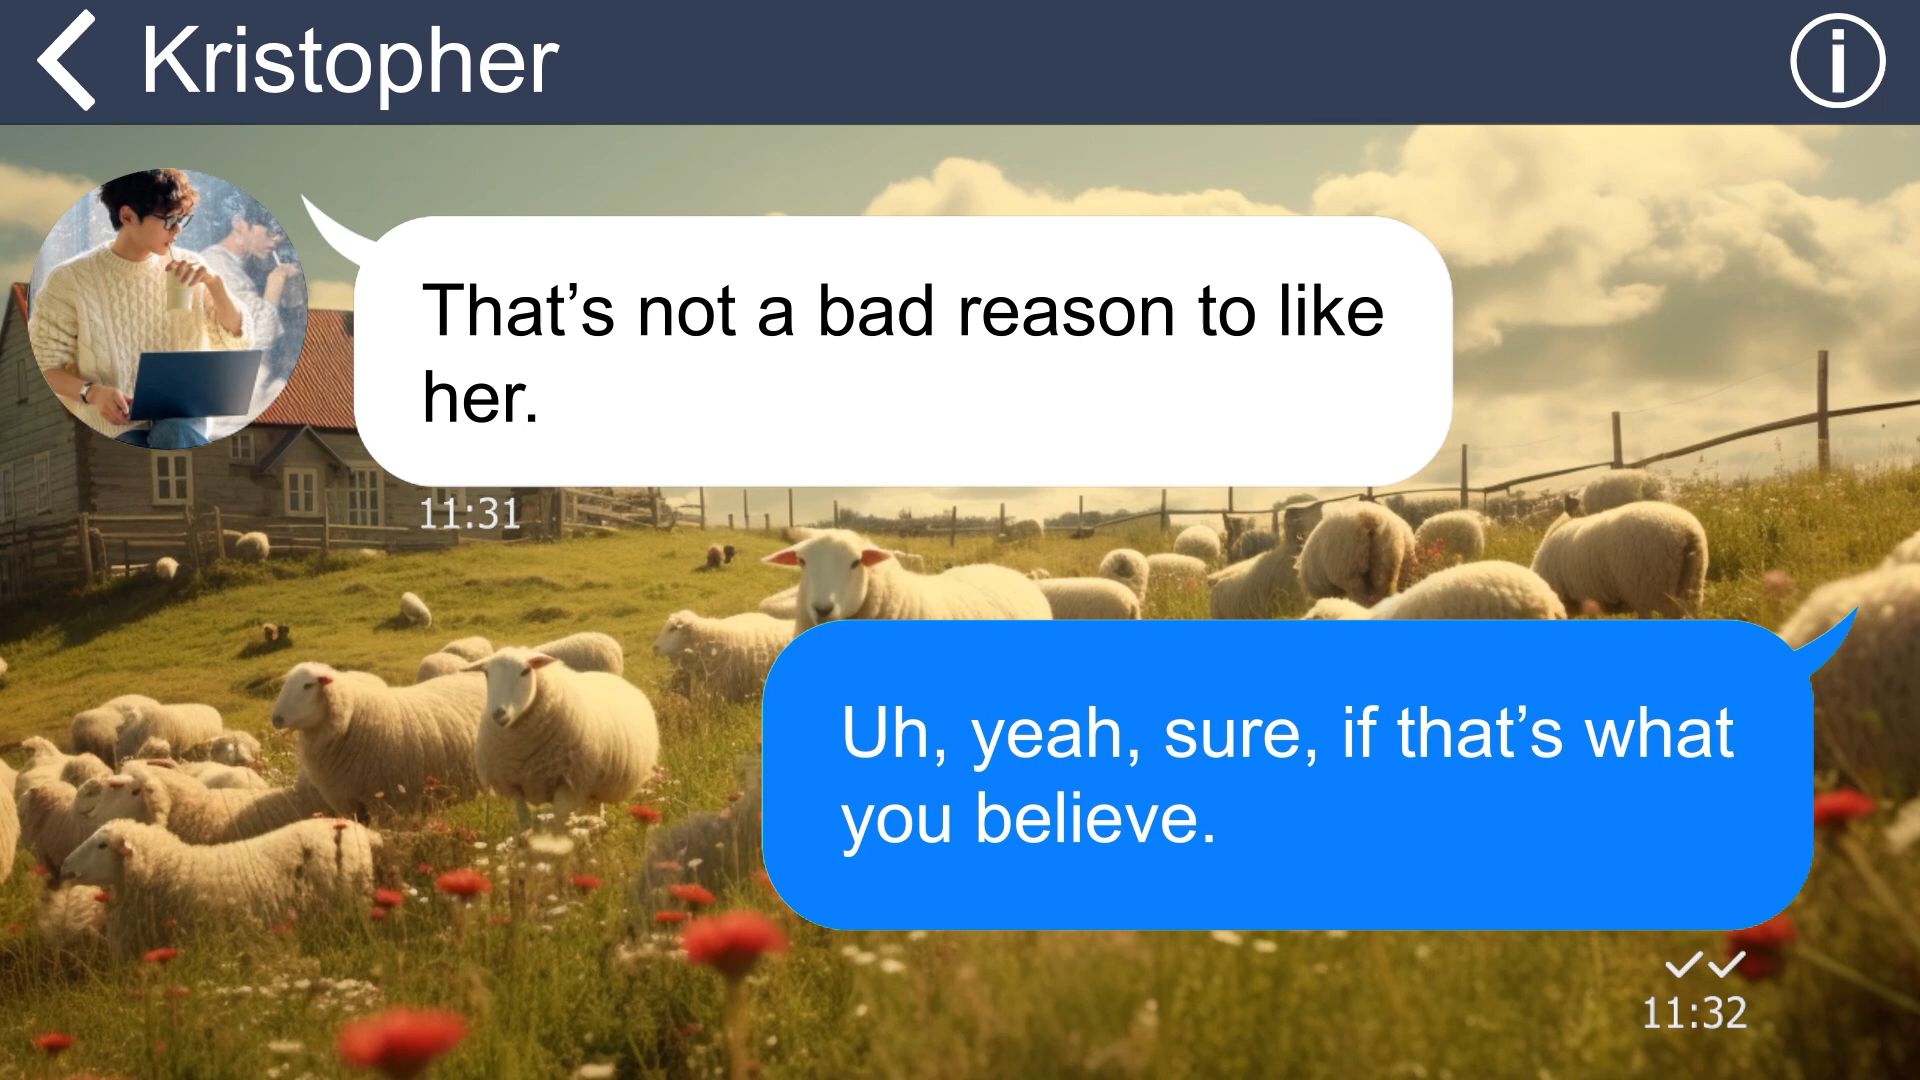 Kristopher
That’s not a bad reason to like
her.
11:31
Uh, yeah, sure, if that’s what
you believe.
11:32